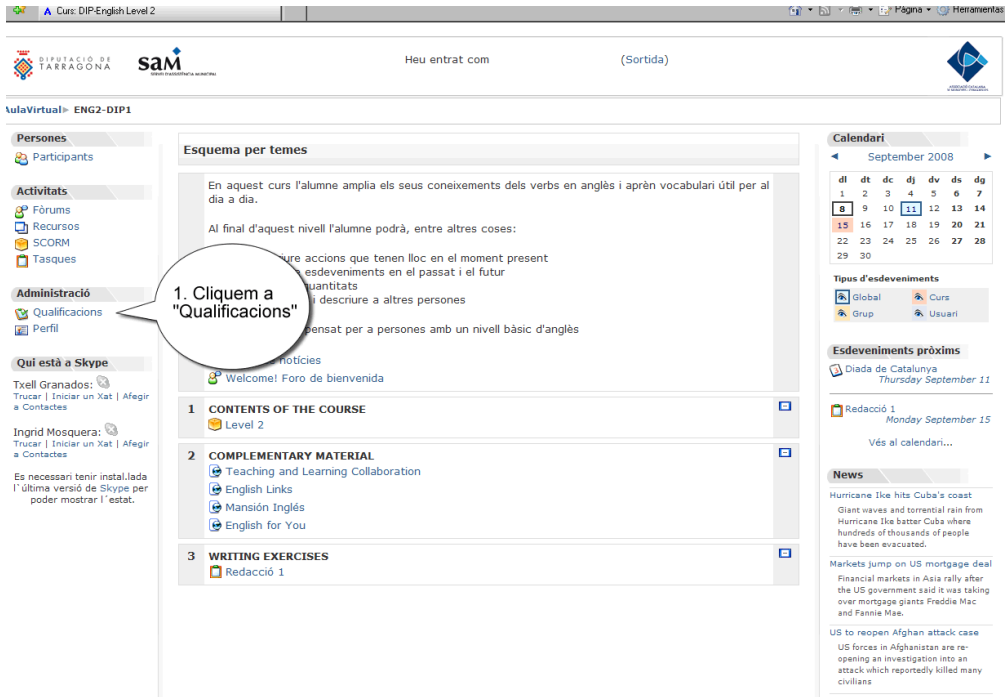 Curs: DIP-English Level 2
Página
Herramientas
DIPUTACIÓ DE
TARRAGONA
saM
SERVEI D'ASSISTÈNCIA MUNICIPAL
Heu entrat com
(Sortida)
AulaVirtual► ENG2-DIP1
Persones
Participants
Activitats
Fòrums
Recursos
SCORM
Tasques
Administració
Qualificacions
Perfil
Qui està a Skype
Txell Granados:
Trucar | Iniciar un Xat | Afegir
a Contactes
Ingrid Mosquera:
Trucar | Iniciar un Xat | Afegir
a Contactes
Es necessari tenir instal.lada
l´última versió de Skype per
poder mostrar l´estat.
Esquema per temes
En aquest curs l'alumne amplia els seus coneixements dels verbs en anglès i aprèn vocabulari útil per al
dia a dia.
Al final d'aquest nivell l'alumne podrà, entre altres coses:
iure accions que tenen lloc en el moment present
esdeveniments en el passat i el futur
quantitats
i descriure a altres persones
pensat per a persones amb un nivell bàsic d'anglès
notícies
Welcome! Foro de bienvenida
1. Cliquem a
"Qualificacions"
1 CONTENTS OF THE COURSE
Level 2
2 COMPLEMENTARY MATERIAL
Teaching and Learning Collaboration
English Links
Mansión Inglés
English for You
3 WRITING EXERCISES
Redacció 1
Calendari
◄ September 2008 ►
dl dt dc dj dv ds dg
1 2 3 4 5 6 7
8 9 10 11 12 13 14
15 16 17 18 19 20 21
22 23 24 25 26 27 28
29 30
Tipus d'esdeveniments
Global Curs
Grup Usuari
Esdeveniments pròxims
Diada de Catalunya
Thursday September 11
Redacció 1
Monday September 15
Vés al calendari...
News
Hurricane Ike hits Cuba's coast
Giant waves and torrential rain from
Hurricane Ike batter Cuba where
hundreds of thousands of people
have been evacuated.
Markets jump on US mortgage deal
Financial markets in Asia rally after
the US government said it was taking
over mortgage giants Freddie Mac
and Fannie Mae.
US to reopen Afghan attack case
US forces in Afghanistan are re-
opening an investigation into an
attack which reportedly killed many
civilians